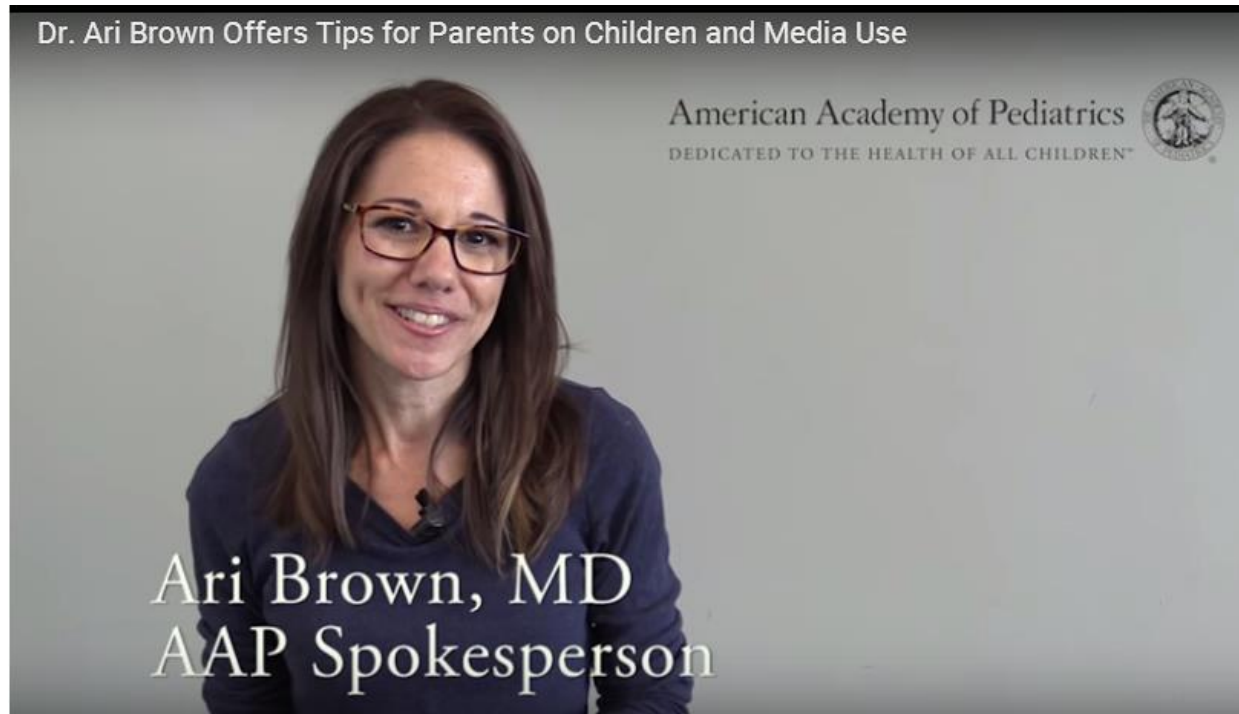 Dr. Ari Brown Offers Tips for Parents on Children and Media Use
American Academy of Pediatrics
DEDICATED TO THE HEALTH OF ALL CHILDREN™
Ari Brown, MD
AAP Spokesperson